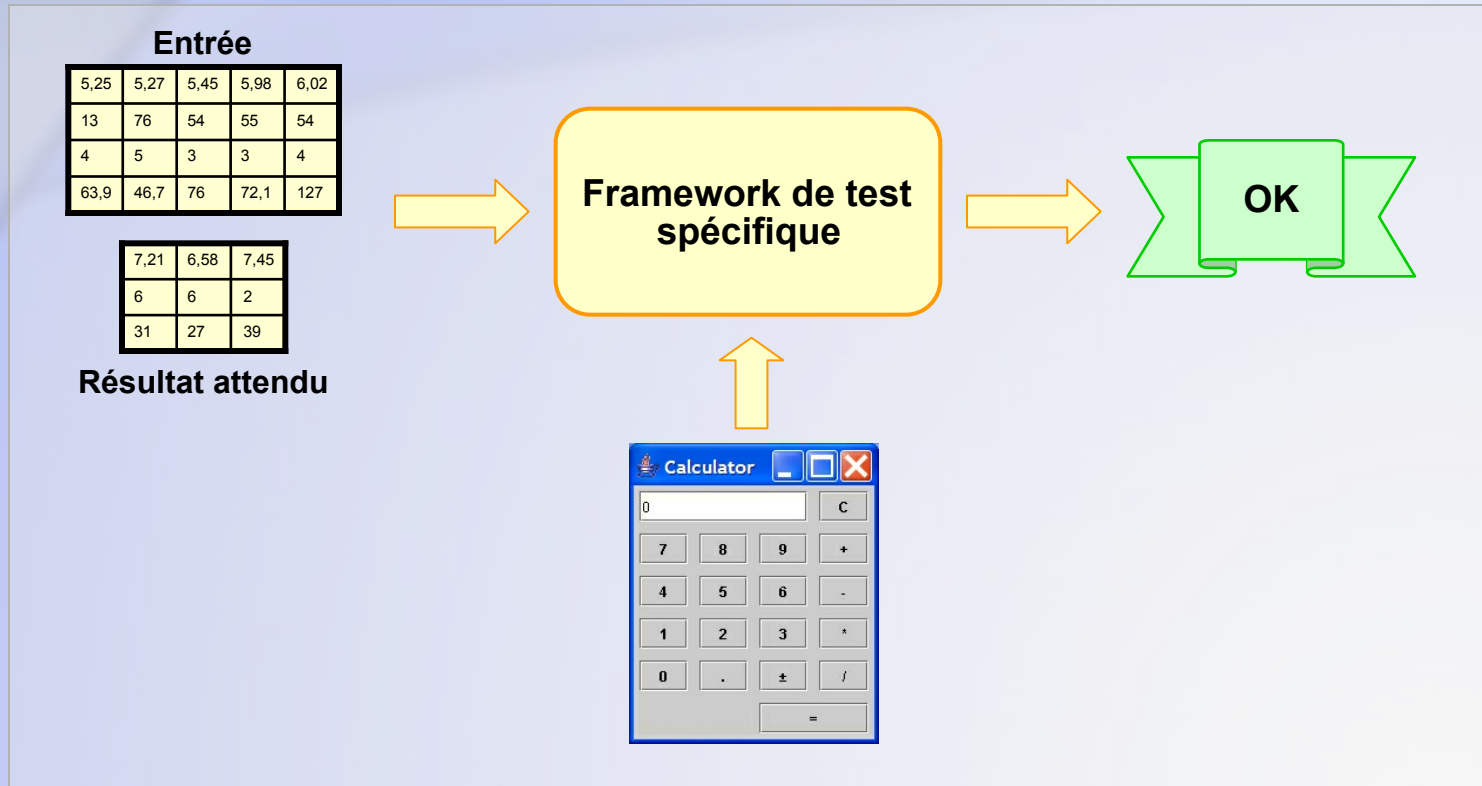 Entrée
5,25 5,27 5,45 5,98 6,02
13 76 54 55 54
4 5 3 3 4
63,9 46,7 76 72,1 127
7,21 6,58 7,45
6 6 2
31 27 39
Résultat attendu
Framework de test
spécifique
OK
Calculator
0 C
7 8 9 +
4 5 6 -
1 2 3 *
0 . ± /
=